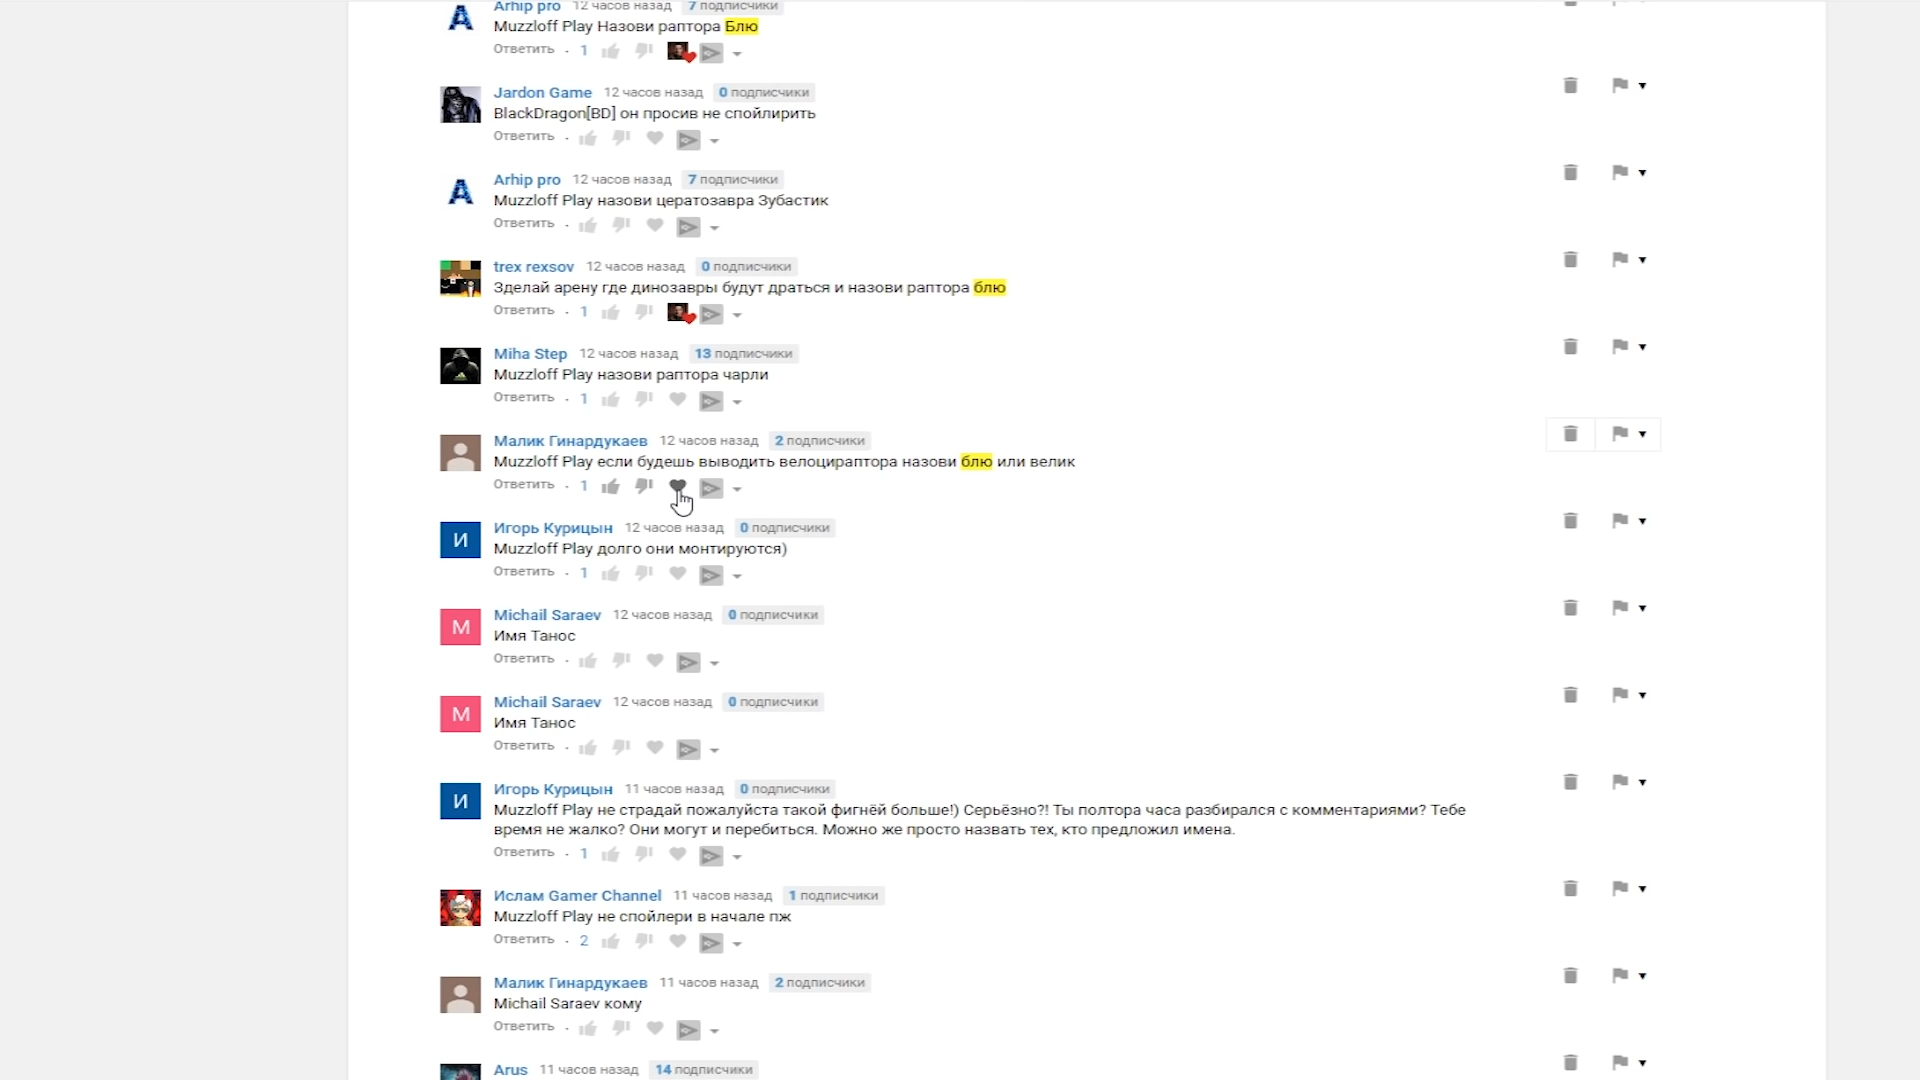 Arhip pro 12 часов назад 7 подписчики
Muzzloff Play Назови раптора Блю
Ответить · 1
Jardon Game 12 часов назад 0 подписчики
BlackDragon[BD] он просив не спойлирить
Ответить ·
Arhip pro 12 часов назад 7 подписчики
Muzzloff Play назови цератозавра Зубастик
Ответить ·
trex rexsov 12 часов назад 0 подписчики
Зделай арену где динозавры будут драться и назови раптора блю
Ответить · 1
Miha Step 12 часов назад 13 подписчики
Muzzloff Play назови раптора чарли
Ответить · 1
Малик Гинардукаев 12 часов назад 2 подписчики
Muzzloff Play если будешь выводить велоцираптора назови блю или велик
Ответить · 1
И
Игорь Курицын 12 часов назад 0 подписчики
Muzzloff Play долго они монтируются)
Ответить · 1
M
Michail Saraev 12 часов назад 0 подписчики
Имя Танос
Ответить ·
M
Michail Saraev 12 часов назад 0 подписчики
Имя Танос
Ответить ·
И
Игорь Курицын 11 часов назад 0 подписчики
Muzzloff Play не страдай пожалуйста такой фигнёй больше!) Серьёзно?! Ты полтора часа разбирался с комментариями? Тебе
время не жалко? Они могут и перебиться. Можно же просто назвать тех, кто предложил имена.
Ответить · 1
Ислам Gamer Channel 11 часов назад 1 подписчики
Muzzloff Play не спойлери в начале пж
Ответить · 2
Малик Гинардукаев 11 часов назад 2 подписчики
Michail Saraev кому
Ответить ·
Arus 11 часов назад 14 подписчики